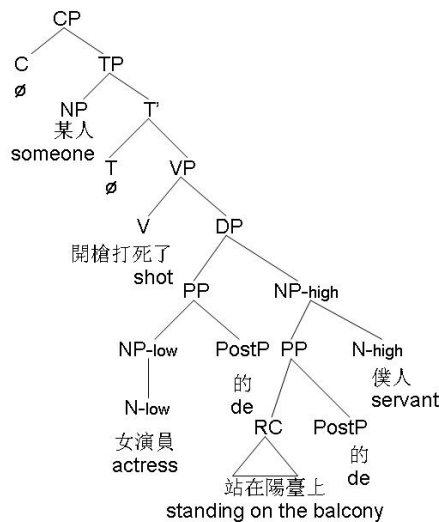 CP
C TP
ø
NP T'
某人
someone
T VP
ø
V DP
開槍打死了
shot
PP NP-high
NP-low PostP PP N-high
的 僕人
de servant
N-low
女演員
actress
RC PostP
的
de
站在陽臺上
standing on the balcony